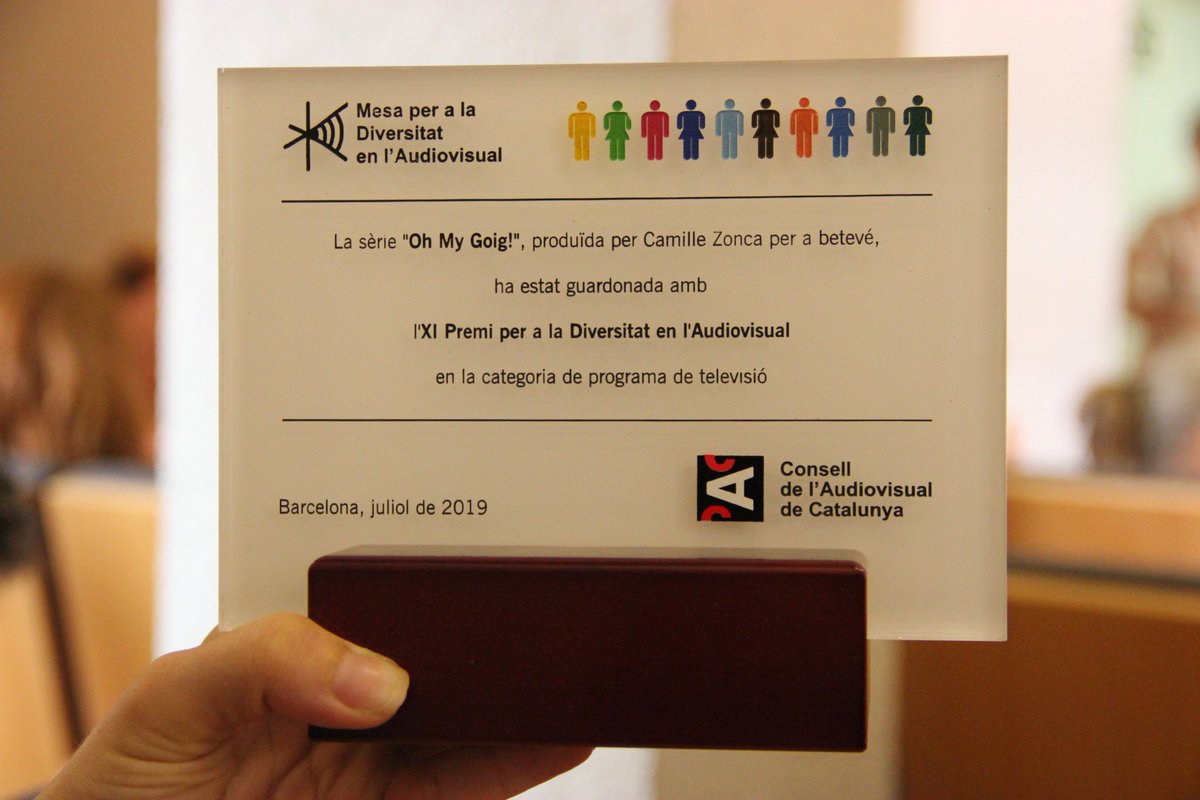 Mesa per a la
Diversitat
en l'Audiovisual
La sèrie "Oh My Goig!", produïda per Camille Zonca per a betevé,
ha estat guardonada amb
l'XI Premi per a la Diversitat en l'Audiovisual
en la categoria de programa de televisió
Barcelona, juliol de 2019
CAC
Consell
de l'Audiovisual
de Catalunya